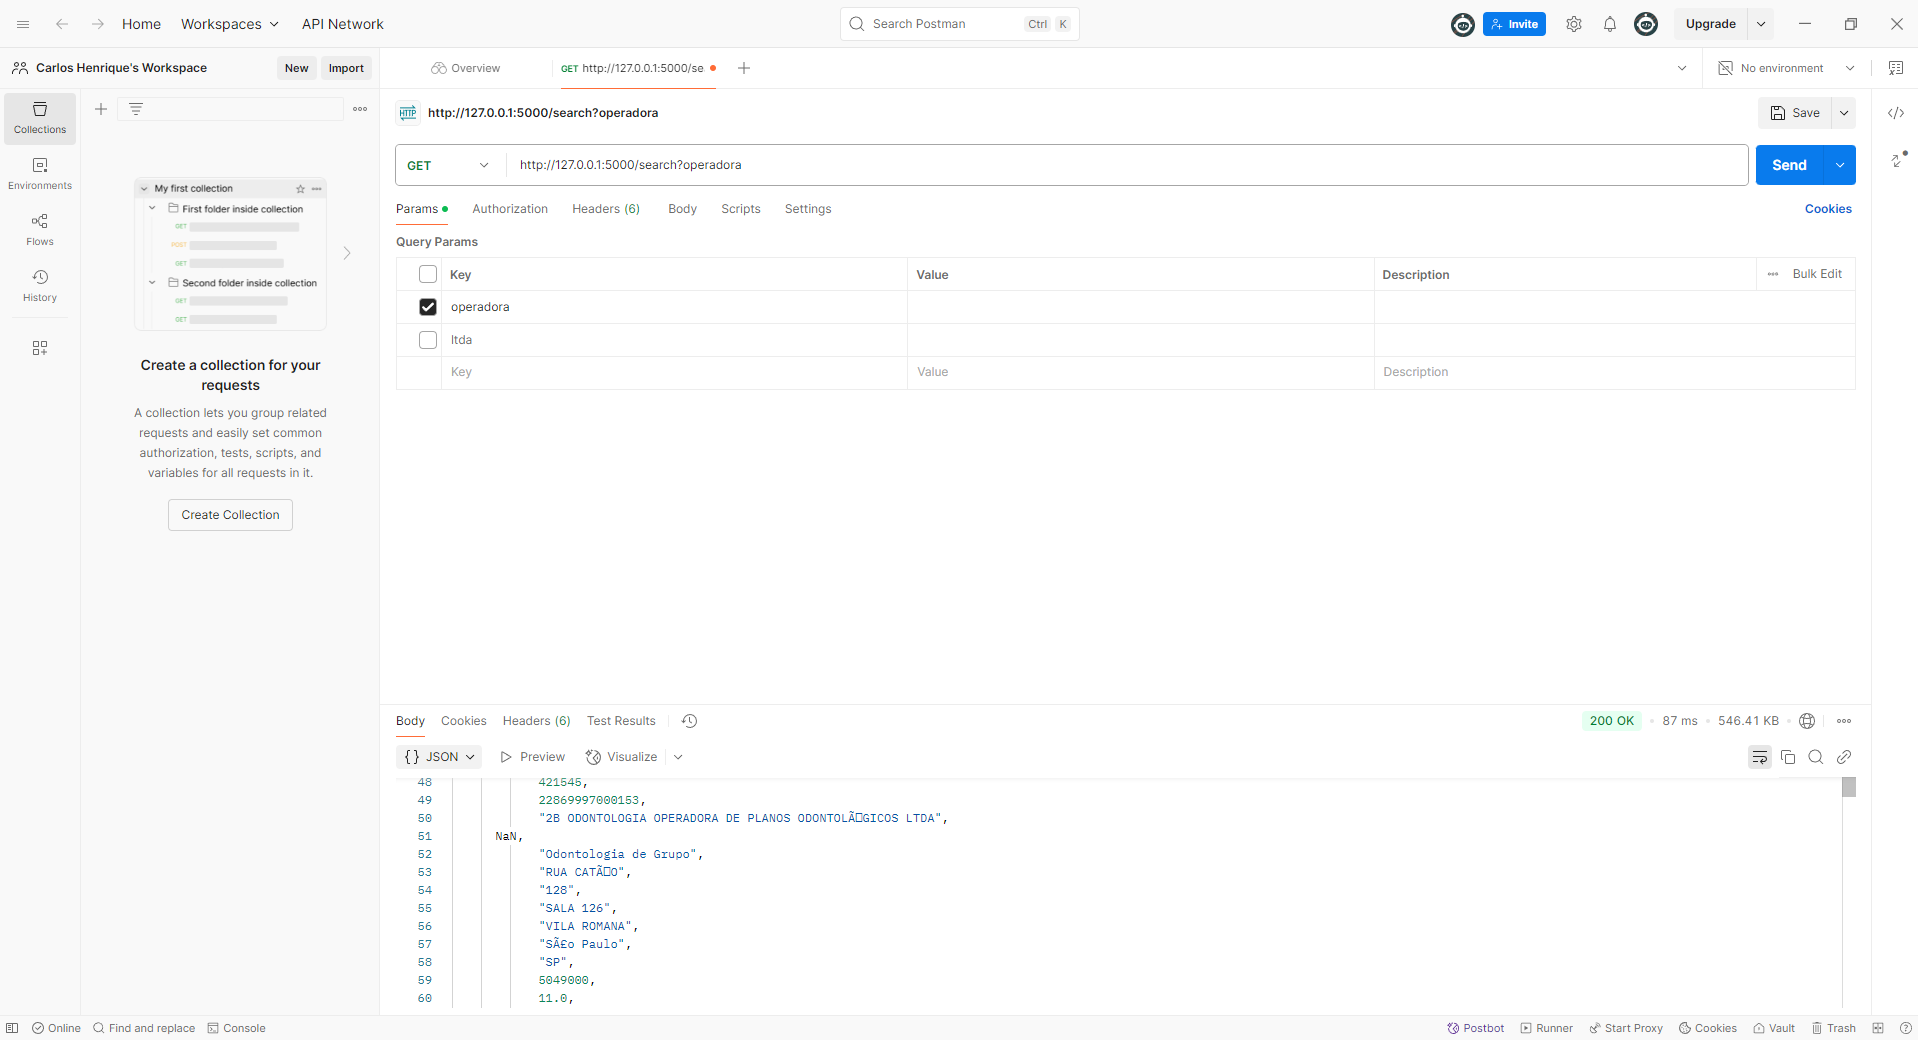 Home
Workspaces
API Network
Search Postman
Ctrl
K
Invite
Upgrade
Carlos Henrique's Workspace
New
Import
Overview
GET http://127.0.0.1:5000/se
No environment
Collections
Environments
Flows
History
My first collection
First folder inside collection
GET
POST
GET
Second folder inside collection
GET
GET
Create a collection for your
requests
A collection lets you group related
requests and easily set common
authorization, tests, scripts, and
variables for all requests in it.
Create Collection
HTTP
http://127.0.0.1:5000/search?operadora
Save
GET
http://127.0.0.1:5000/search?operadora
Send
Params
Authorization
Headers (6)
Body
Scripts
Settings
Cookies
Query Params
Key
Value
Description
Bulk Edit
operadora
ltda
Key
Value
Description
Body
Cookies
Headers (6)
Test Results
200 OK
87 ms
546.41 KB
{} JSON
Preview
Visualize
48 421545,
49 22869997000153,
50 "2B ODONTOLOGIA OPERADORA DE PLANOS ODONTOLÃ□GICOS LTDA",
51 NaN,
52 "Odontologia de Grupo",
53 "RUA CATÃ□O",
54 "128",
55 "SALA 126",
56 "VILA ROMANA",
57 "SÃ£o Paulo",
58 "SP",
59 5049000,
60 11.0,
Online
Find and replace
Console
Postbot
Runner
Start Proxy
Cookies
Vault
Trash